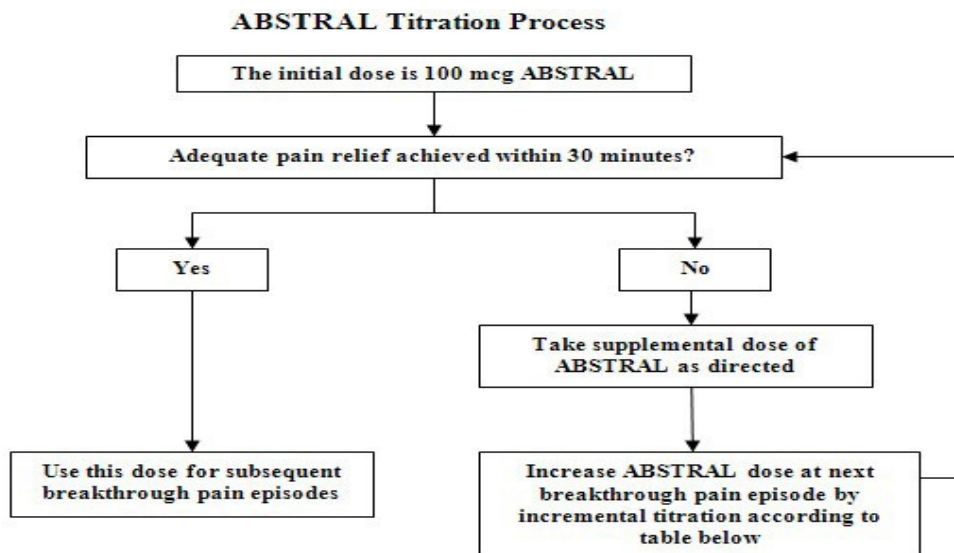 ABSTRAL Titration Process
The initial dose is 100 mcg ABSTRAL
Adequate pain relief achieved within 30 minutes?
Yes
No
Take supplemental dose of
ABSTRAL as directed
Use this dose for subsequent
breakthrough pain episodes
Increase ABSTRAL dose at next
breakthrough pain episode by
incremental titration according to
table below